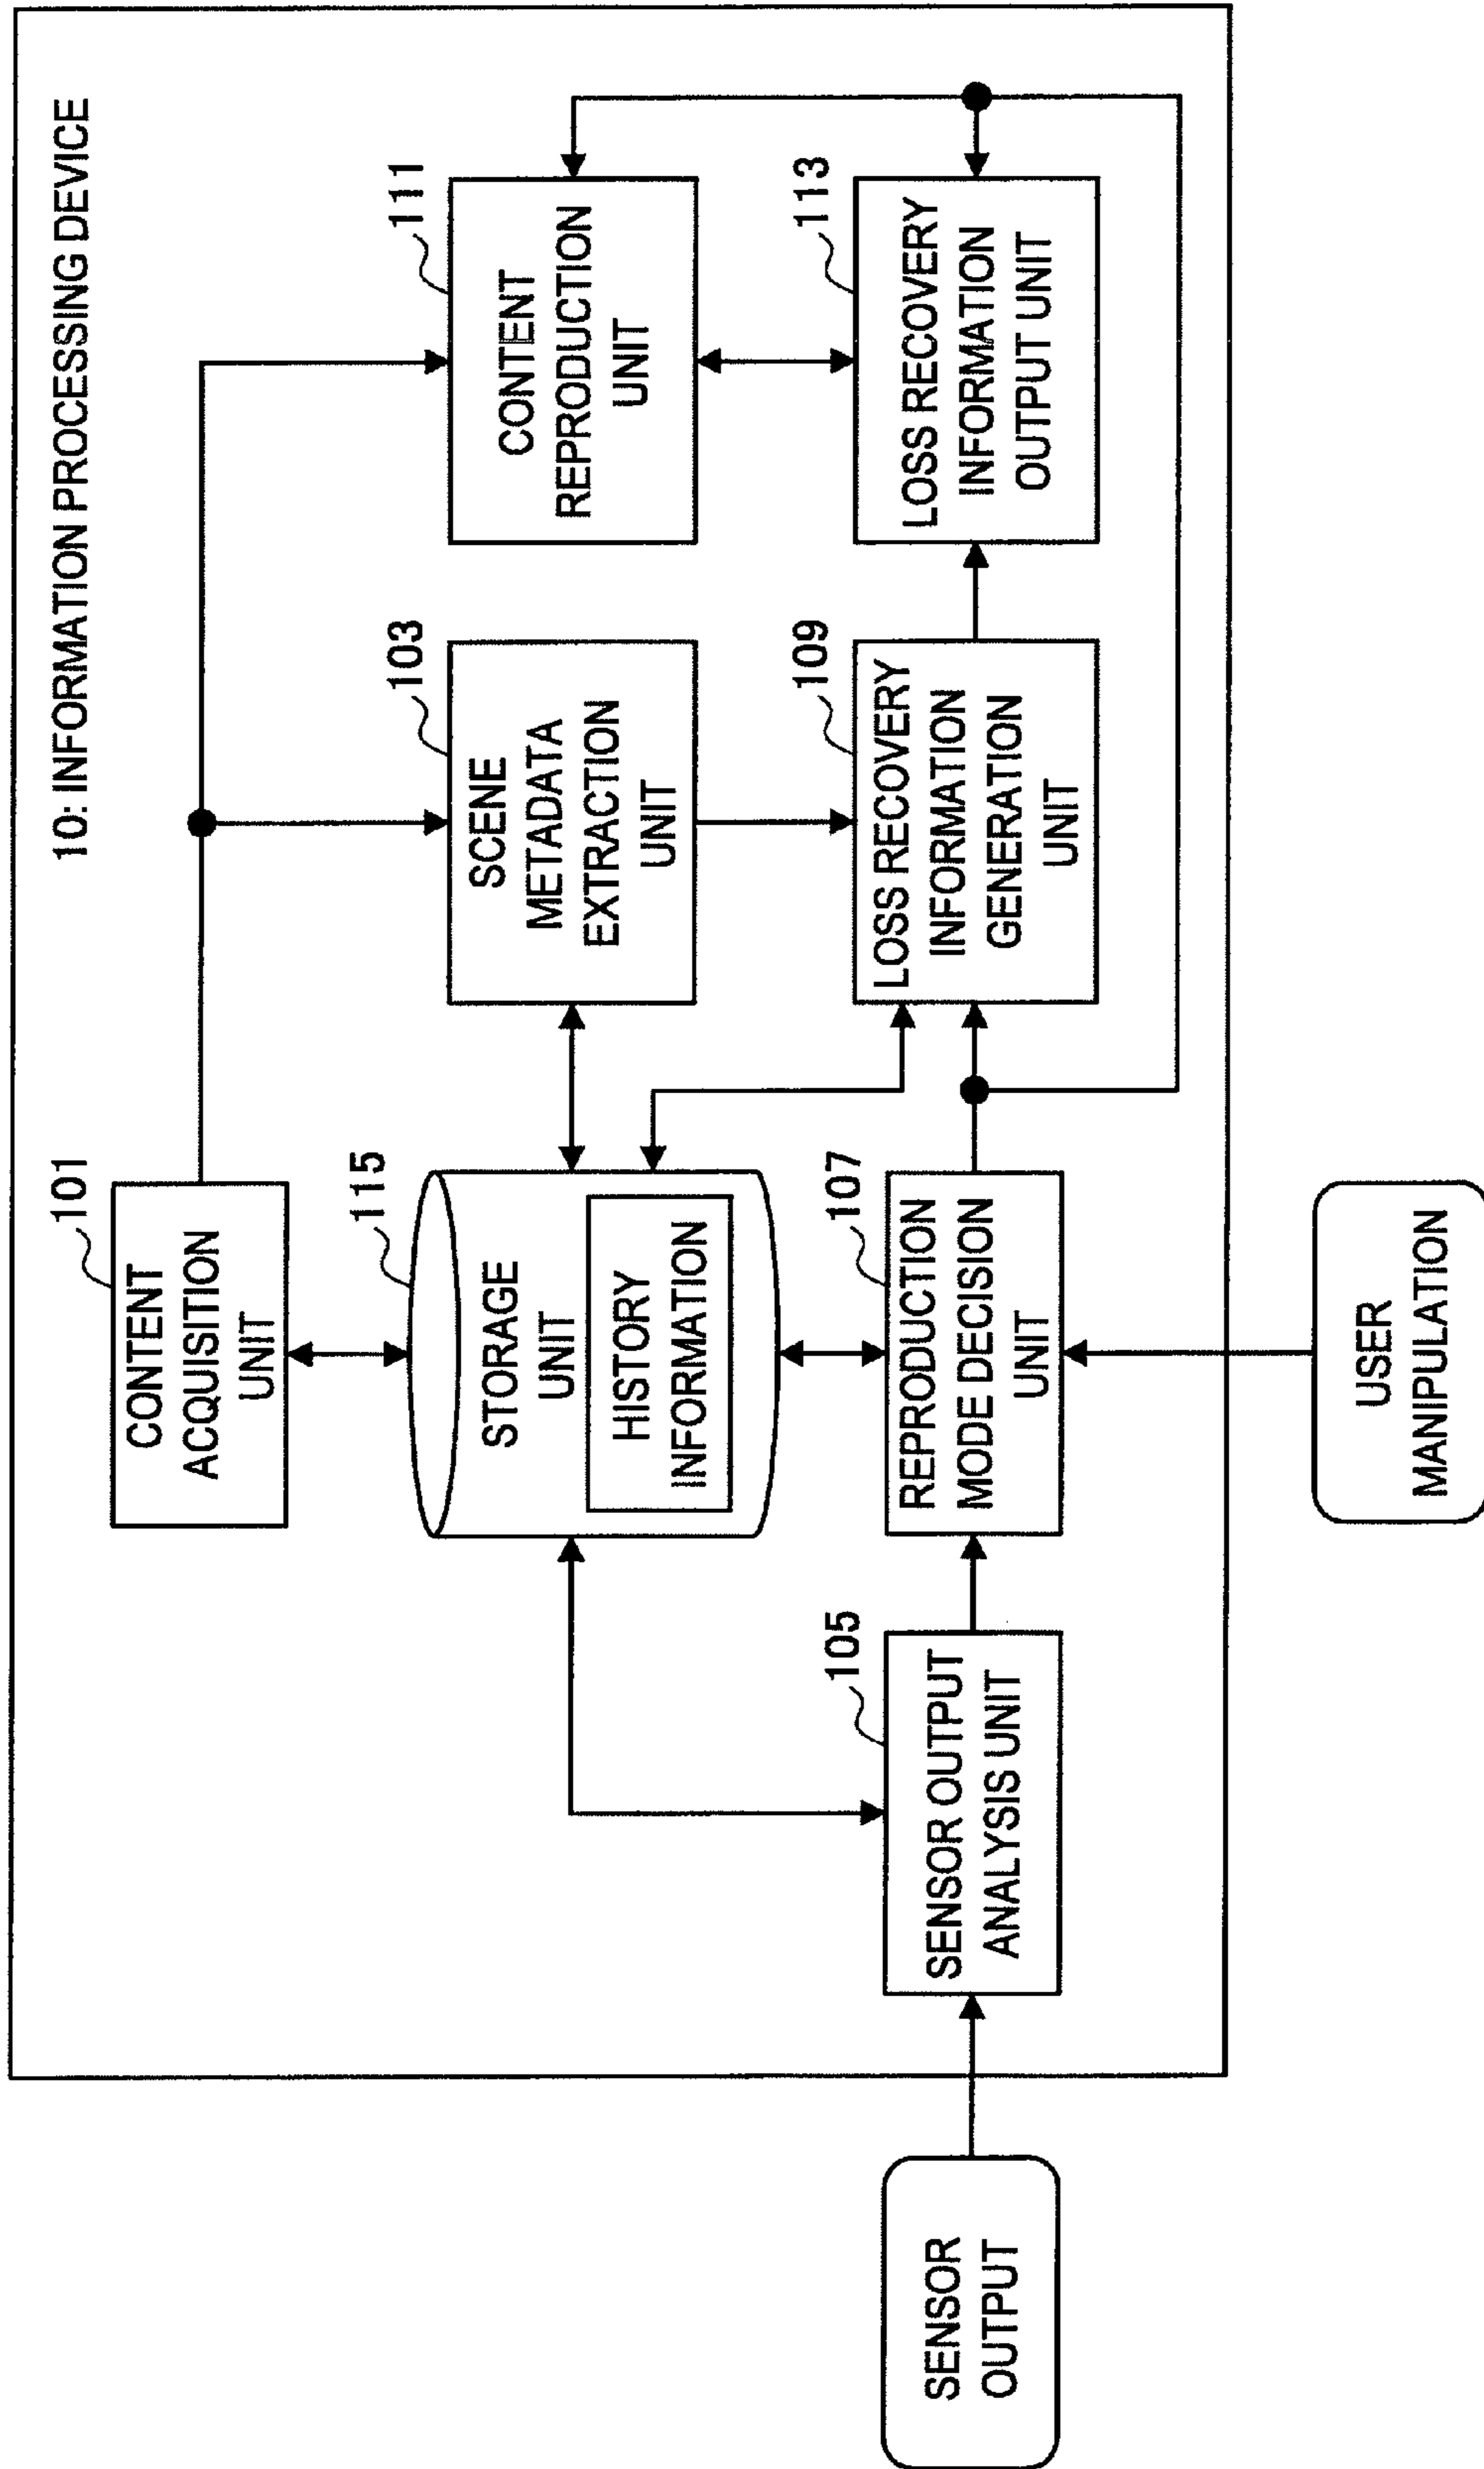 10: INFORMATION PROCESSING DEVICE
101
CONTENT
ACQUISITION
UNIT
115
STORAGE
UNIT
HISTORY
INFORMATION
103
SCENE
METADATA
EXTRACTION
UNIT
111
CONTENT
REPRODUCTION
UNIT
105
SENSOR OUTPUT
ANALYSIS UNIT
107
REPRODUCTION
MODE DECISION
UNIT
109
LOSS RECOVERY
INFORMATION
GENERATION
UNIT
113
LOSS RECOVERY
INFORMATION
OUTPUT UNIT
SENSOR
OUTPUT
USER
MANIPULATION